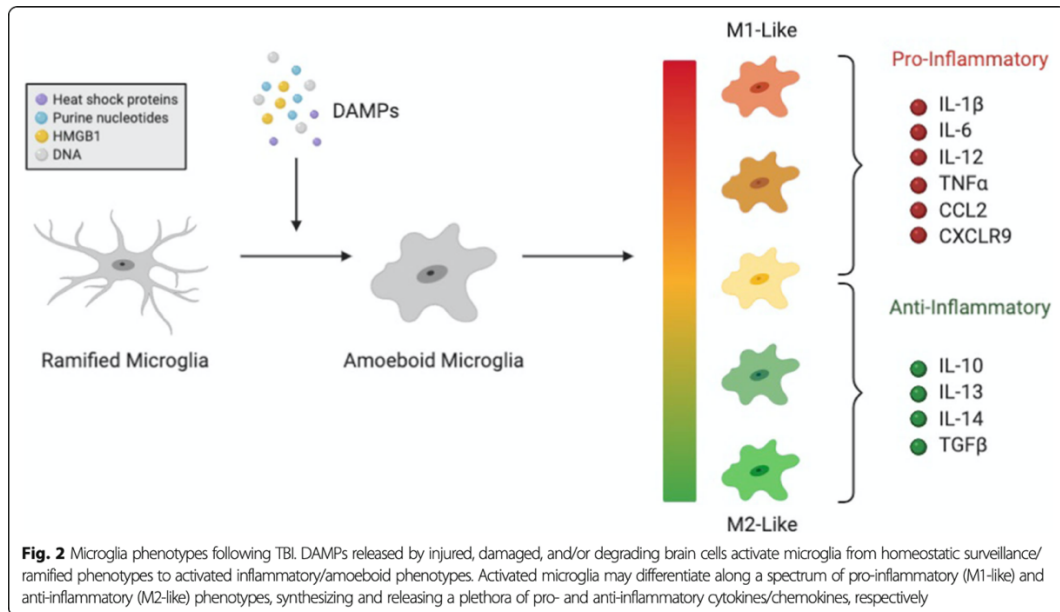 M1-Like
Pro-Inflammatory
Heat shock proteins
Purine nucleotides
HMGB1
DNA
DAMPs
IL-1β
IL-6
IL-12
TNFα
CCL2
CXCLR9
Ramified Microglia
Amoeboid Microglia
Anti-Inflammatory
IL-10
IL-13
IL-14
TGFβ
M2-Like
Fig. 2 Microglia phenotypes following TBI. DAMPs released by injured, damaged, and/or degrading brain cells activate microglia from homeostatic surveillance/
ramified phenotypes to activated inflammatory/amoeboid phenotypes. Activated microglia may differentiate along a spectrum of pro-inflammatory (M1-like) and
anti-inflammatory (M2-like) phenotypes, synthesizing and releasing a plethora of pro- and anti-inflammatory cytokines/chemokines, respectively